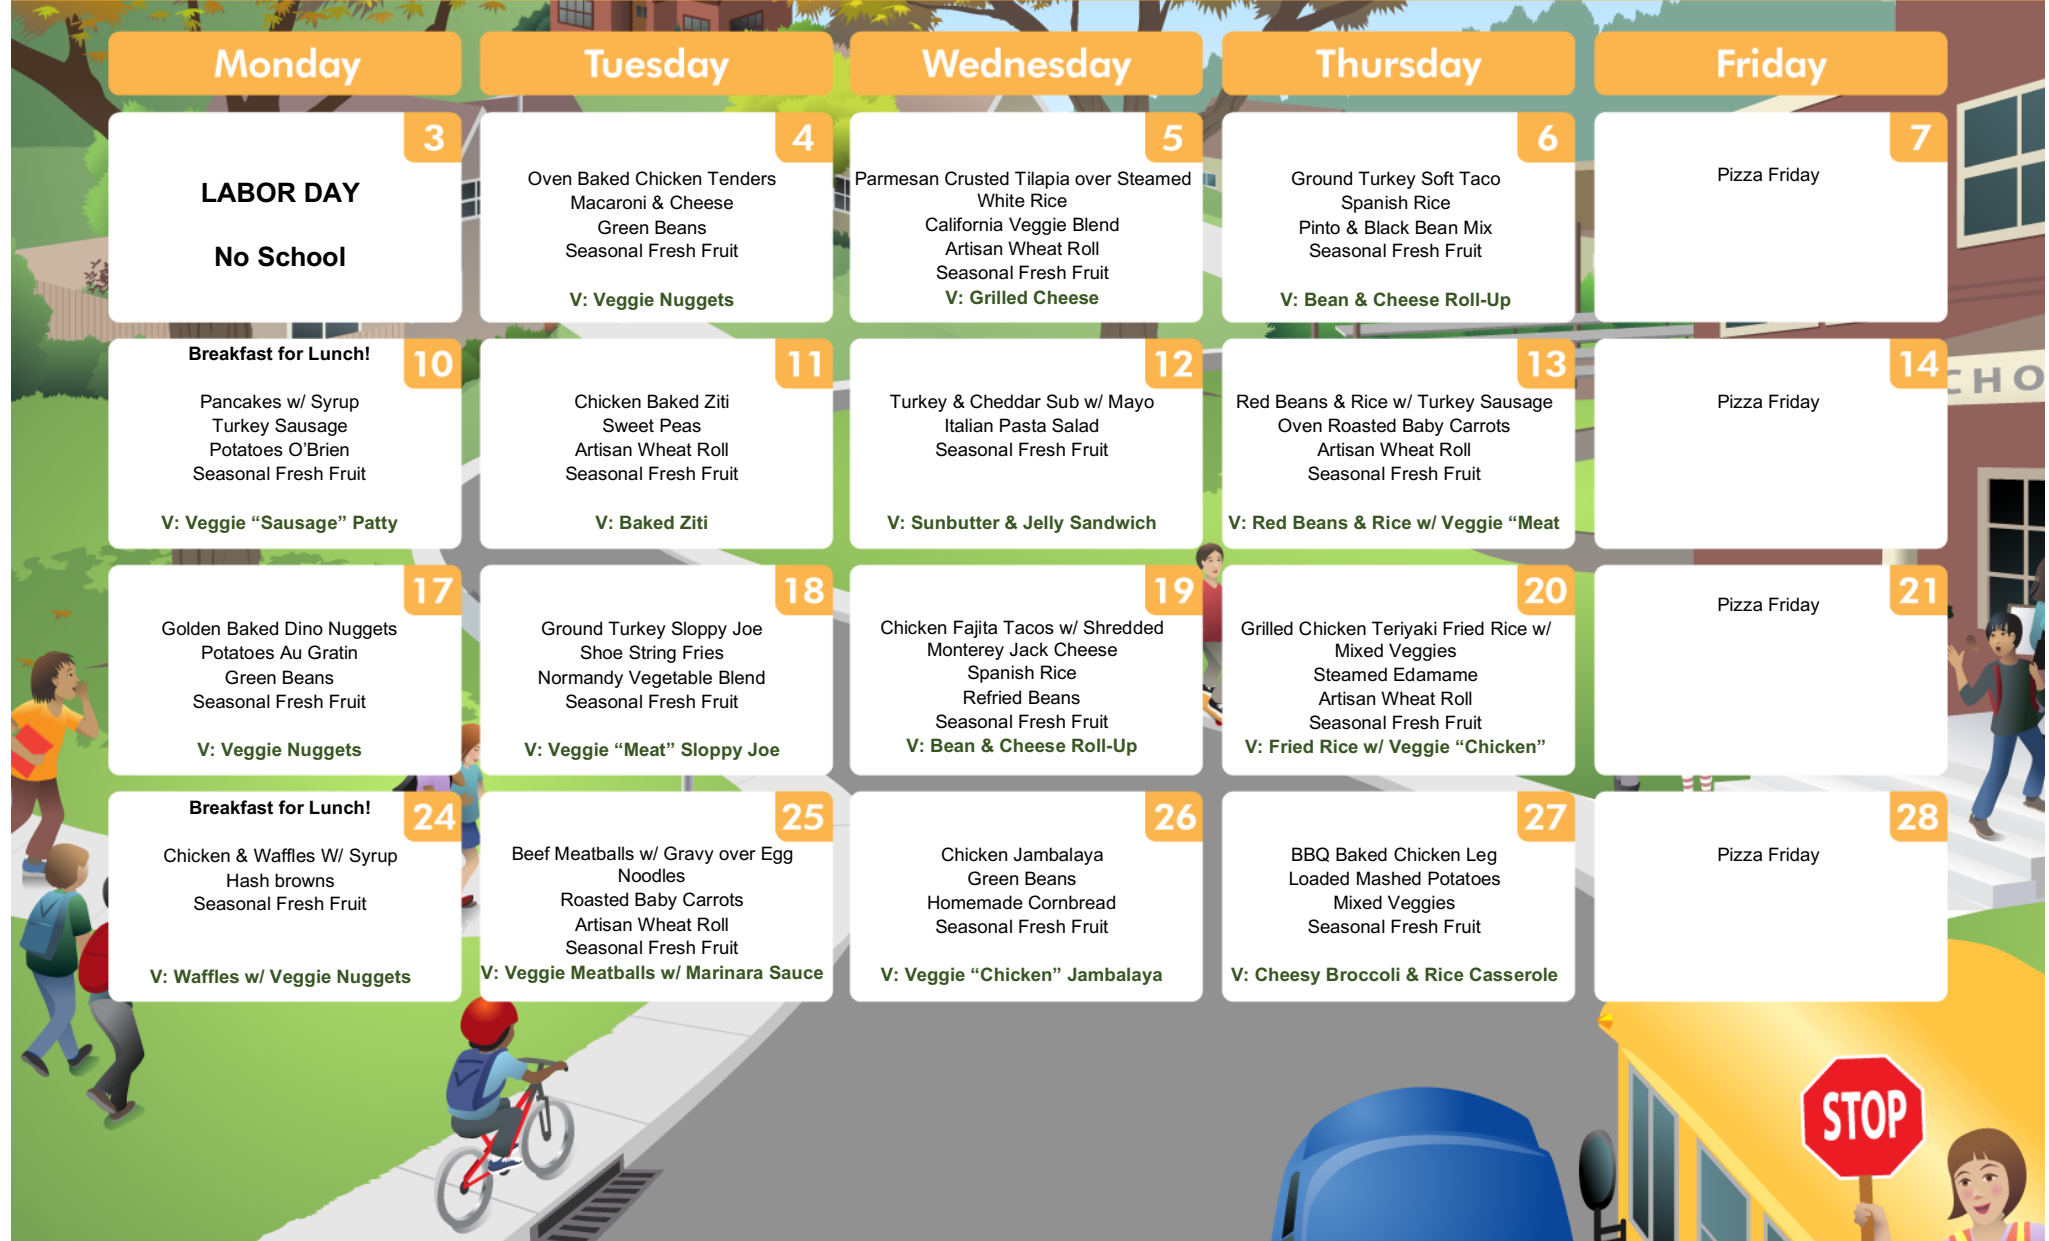 Monday
Tuesday
Wednesday
Thursday
Friday
3
LABOR DAY
No School
4
Oven Baked Chicken Tenders
Macaroni & Cheese
Green Beans
Seasonal Fresh Fruit
V: Veggie Nuggets
5
Parmesan Crusted Tilapia over Steamed
White Rice
California Veggie Blend
Artisan Wheat Roll
Seasonal Fresh Fruit
V: Grilled Cheese
6
Ground Turkey Soft Taco
Spanish Rice
Pinto & Black Bean Mix
Seasonal Fresh Fruit
V: Bean & Cheese Roll-Up
7
Pizza Friday
Breakfast for Lunch!
10
Pancakes w/ Syrup
Turkey Sausage
Potatoes O’Brien
Seasonal Fresh Fruit
V: Veggie “Sausage” Patty
11
Chicken Baked Ziti
Sweet Peas
Artisan Wheat Roll
Seasonal Fresh Fruit
V: Baked Ziti
12
Turkey & Cheddar Sub w/ Mayo
Italian Pasta Salad
Seasonal Fresh Fruit
V: Sunbutter & Jelly Sandwich
13
Red Beans & Rice w/ Turkey Sausage
Oven Roasted Baby Carrots
Artisan Wheat Roll
Seasonal Fresh Fruit
V: Red Beans & Rice w/ Veggie “Meat
14
Pizza Friday
CHO
17
Golden Baked Dino Nuggets
Potatoes Au Gratin
Green Beans
Seasonal Fresh Fruit
V: Veggie Nuggets
18
Ground Turkey Sloppy Joe
Shoe String Fries
Normandy Vegetable Blend
Seasonal Fresh Fruit
V: Veggie “Meat” Sloppy Joe
19
Chicken Fajita Tacos w/ Shredded
Monterey Jack Cheese
Spanish Rice
Refried Beans
Seasonal Fresh Fruit
V: Bean & Cheese Roll-Up
20
Grilled Chicken Teriyaki Fried Rice w/
Mixed Veggies
Steamed Edamame
Artisan Wheat Roll
Seasonal Fresh Fruit
V: Fried Rice w/ Veggie “Chicken”
21
Pizza Friday
Breakfast for Lunch!
24
Chicken & Waffles W/ Syrup
Hash browns
Seasonal Fresh Fruit
V: Waffles w/ Veggie Nuggets
25
Beef Meatballs w/ Gravy over Egg
Noodles
Roasted Baby Carrots
Artisan Wheat Roll
Seasonal Fresh Fruit
V: Veggie Meatballs w/ Marinara Sauce
26
Chicken Jambalaya
Green Beans
Homemade Cornbread
Seasonal Fresh Fruit
V: Veggie “Chicken” Jambalaya
27
BBQ Baked Chicken Leg
Loaded Mashed Potatoes
Mixed Veggies
Seasonal Fresh Fruit
V: Cheesy Broccoli & Rice Casserole
28
Pizza Friday
STOP